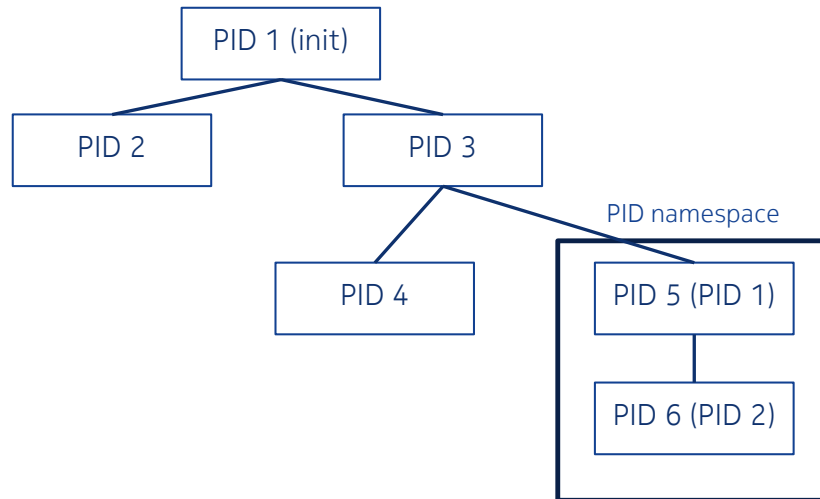 PID 1 (init)
PID 2
PID 3
PID namespace
PID 4
PID 5 (PID 1)
PID 6 (PID 2)